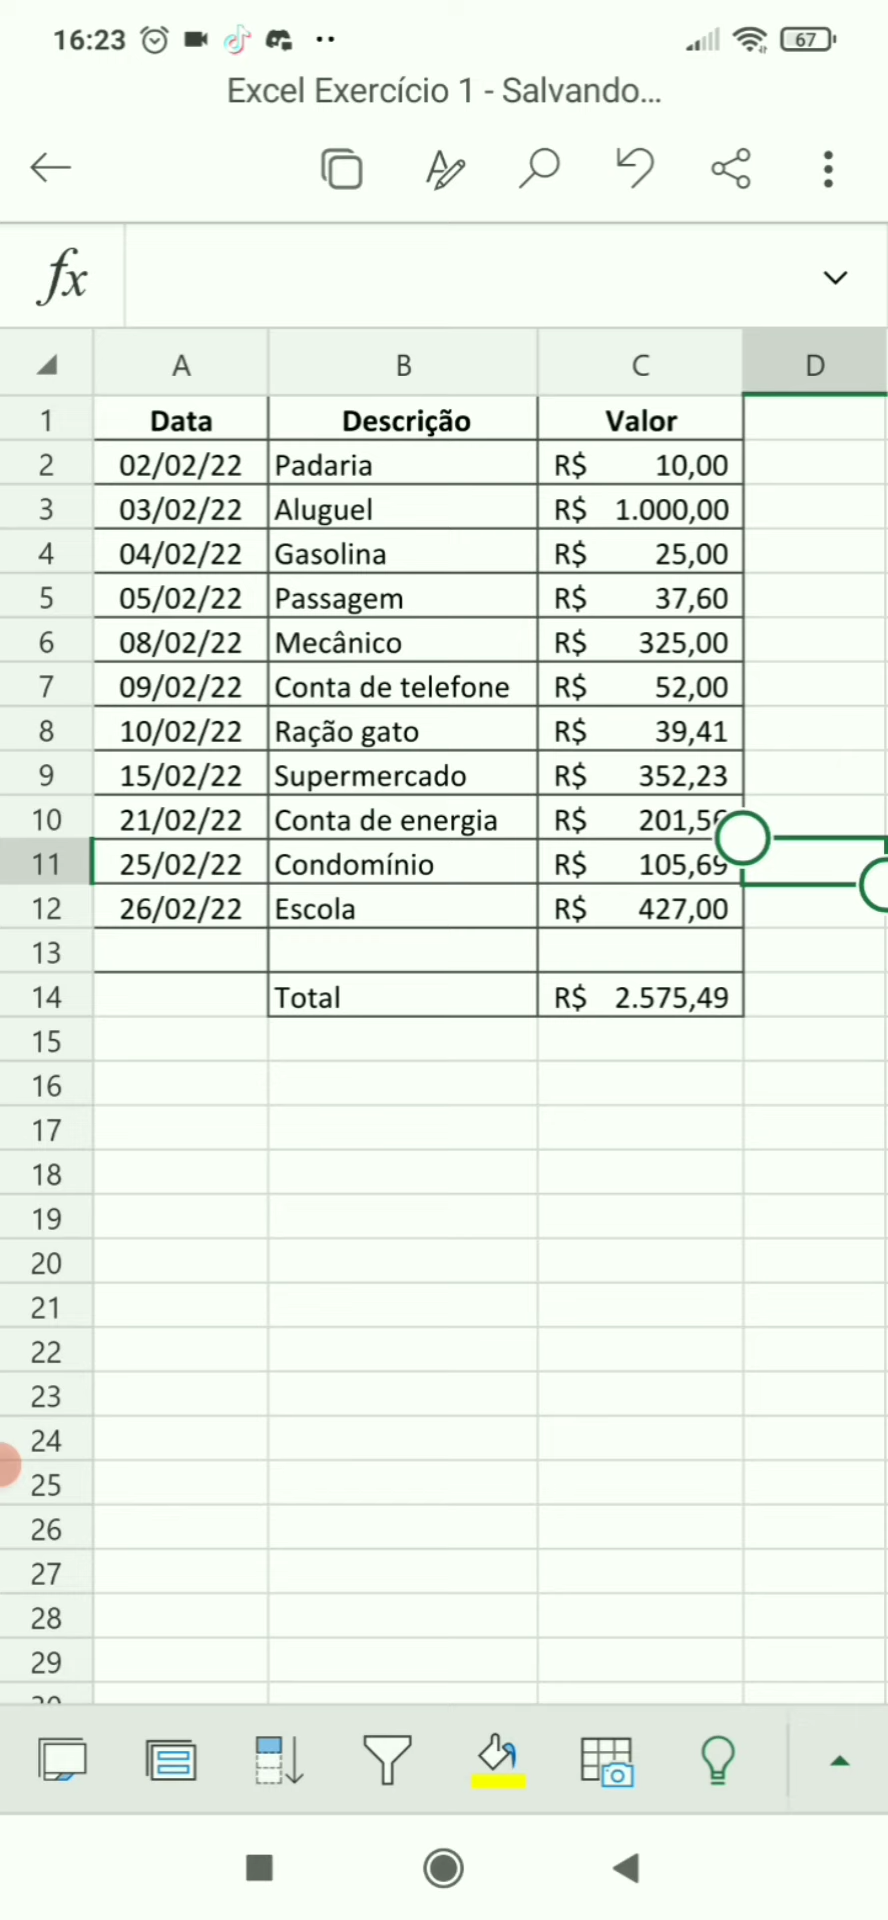 16:23
67
Excel Exercício 1 - Salvando...
fx
A B C D
1 Data Descrição Valor
2 02/02/22 Padaria R$ 10,00
3 03/02/22 Aluguel R$ 1.000,00
4 04/02/22 Gasolina R$ 25,00
5 05/02/22 Passagem R$ 37,60
6 08/02/22 Mecânico R$ 325,00
7 09/02/22 Conta de telefone R$ 52,00
8 10/02/22 Ração gato R$ 39,41
9 15/02/22 Supermercado R$ 352,23
10 21/02/22 Conta de energia R$ 201,56
11 25/02/22 Condomínio R$ 105,69
12 26/02/22 Escola R$ 427,00
13
14 Total R$ 2.575,49
15
16
17
18
19
20
21
22
23
24
25
26
27
28
29